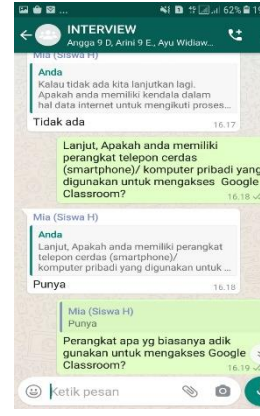 62%
INTERVIEW
Angga 9 D, Arini 9 E., Ayu Widiaw...
Mia (Siswa H)
Anda
Kalau tidak ada kita lanjutkan lagi.
Apakah anda memiliki kendala dalam
hal data internet untuk mengikuti proses...
Tidak ada
16.17
Lanjut, Apakah anda memiliki
perangkat telepon cerdas
(smartphone)/ komputer pribadi yang
digunakan untuk mengakses Google
Classroom?
16.18
Mia (Siswa H)
Anda
Lanjut, Apakah anda memiliki perangkat
telepon cerdas (smartphone)/
komputer pribadi yang digunakan untuk ...
Punya
16.18
Mia (Siswa H)
Punya
Perangkat apa yg biasanya adik
gunakan untuk mengakses Google
Classroom?
16.19
Ketik pesan